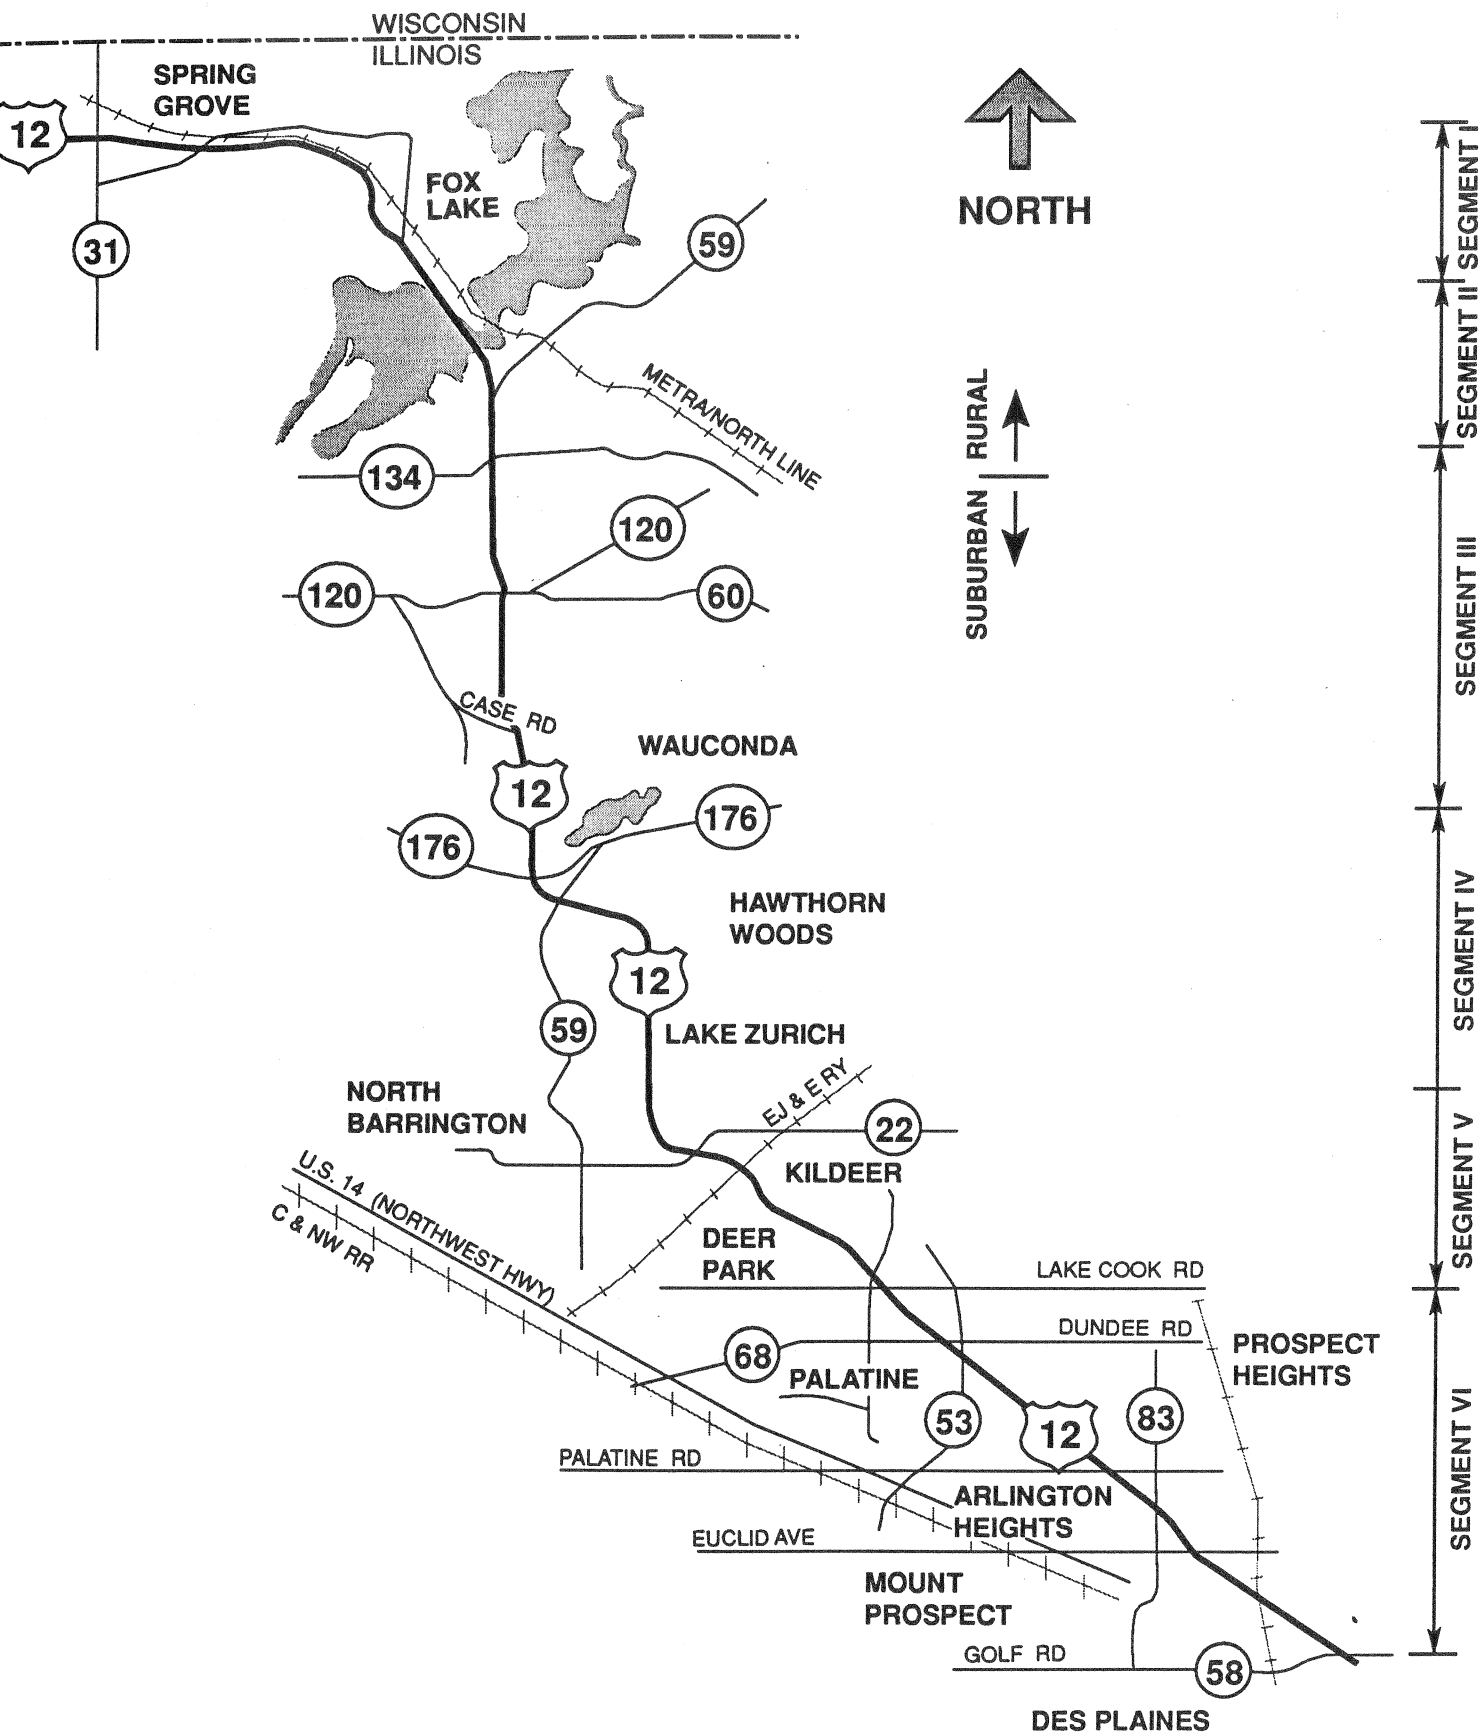 WISCONSIN
ILLINOIS
SPRING
GROVE
12
FOX
LAKE
31
59
NORTH
SEGMENT I
SEGMENT II
METRA/NORTH LINE
RURAL
SUBURBAN
134
120
120
60
SEGMENT III
CASE RD
WAUCONDA
12
176
176
HAWTHORN
WOODS
12
SEGMENT IV
59
LAKE ZURICH
NORTH
BARRINGTON
EJ & E RY
22
KILDEER
SEGMENT V
U.S. 14 (NORTHWEST HWY)
C & NW RR
DEER
PARK
LAKE COOK RD
DUNDEE RD
68
PROSPECT
HEIGHTS
PALATINE
53
12
83
SEGMENT VI
PALATINE RD
ARLINGTON
HEIGHTS
EUCLID AVE
MOUNT
PROSPECT
GOLF RD
58
DES PLAINES